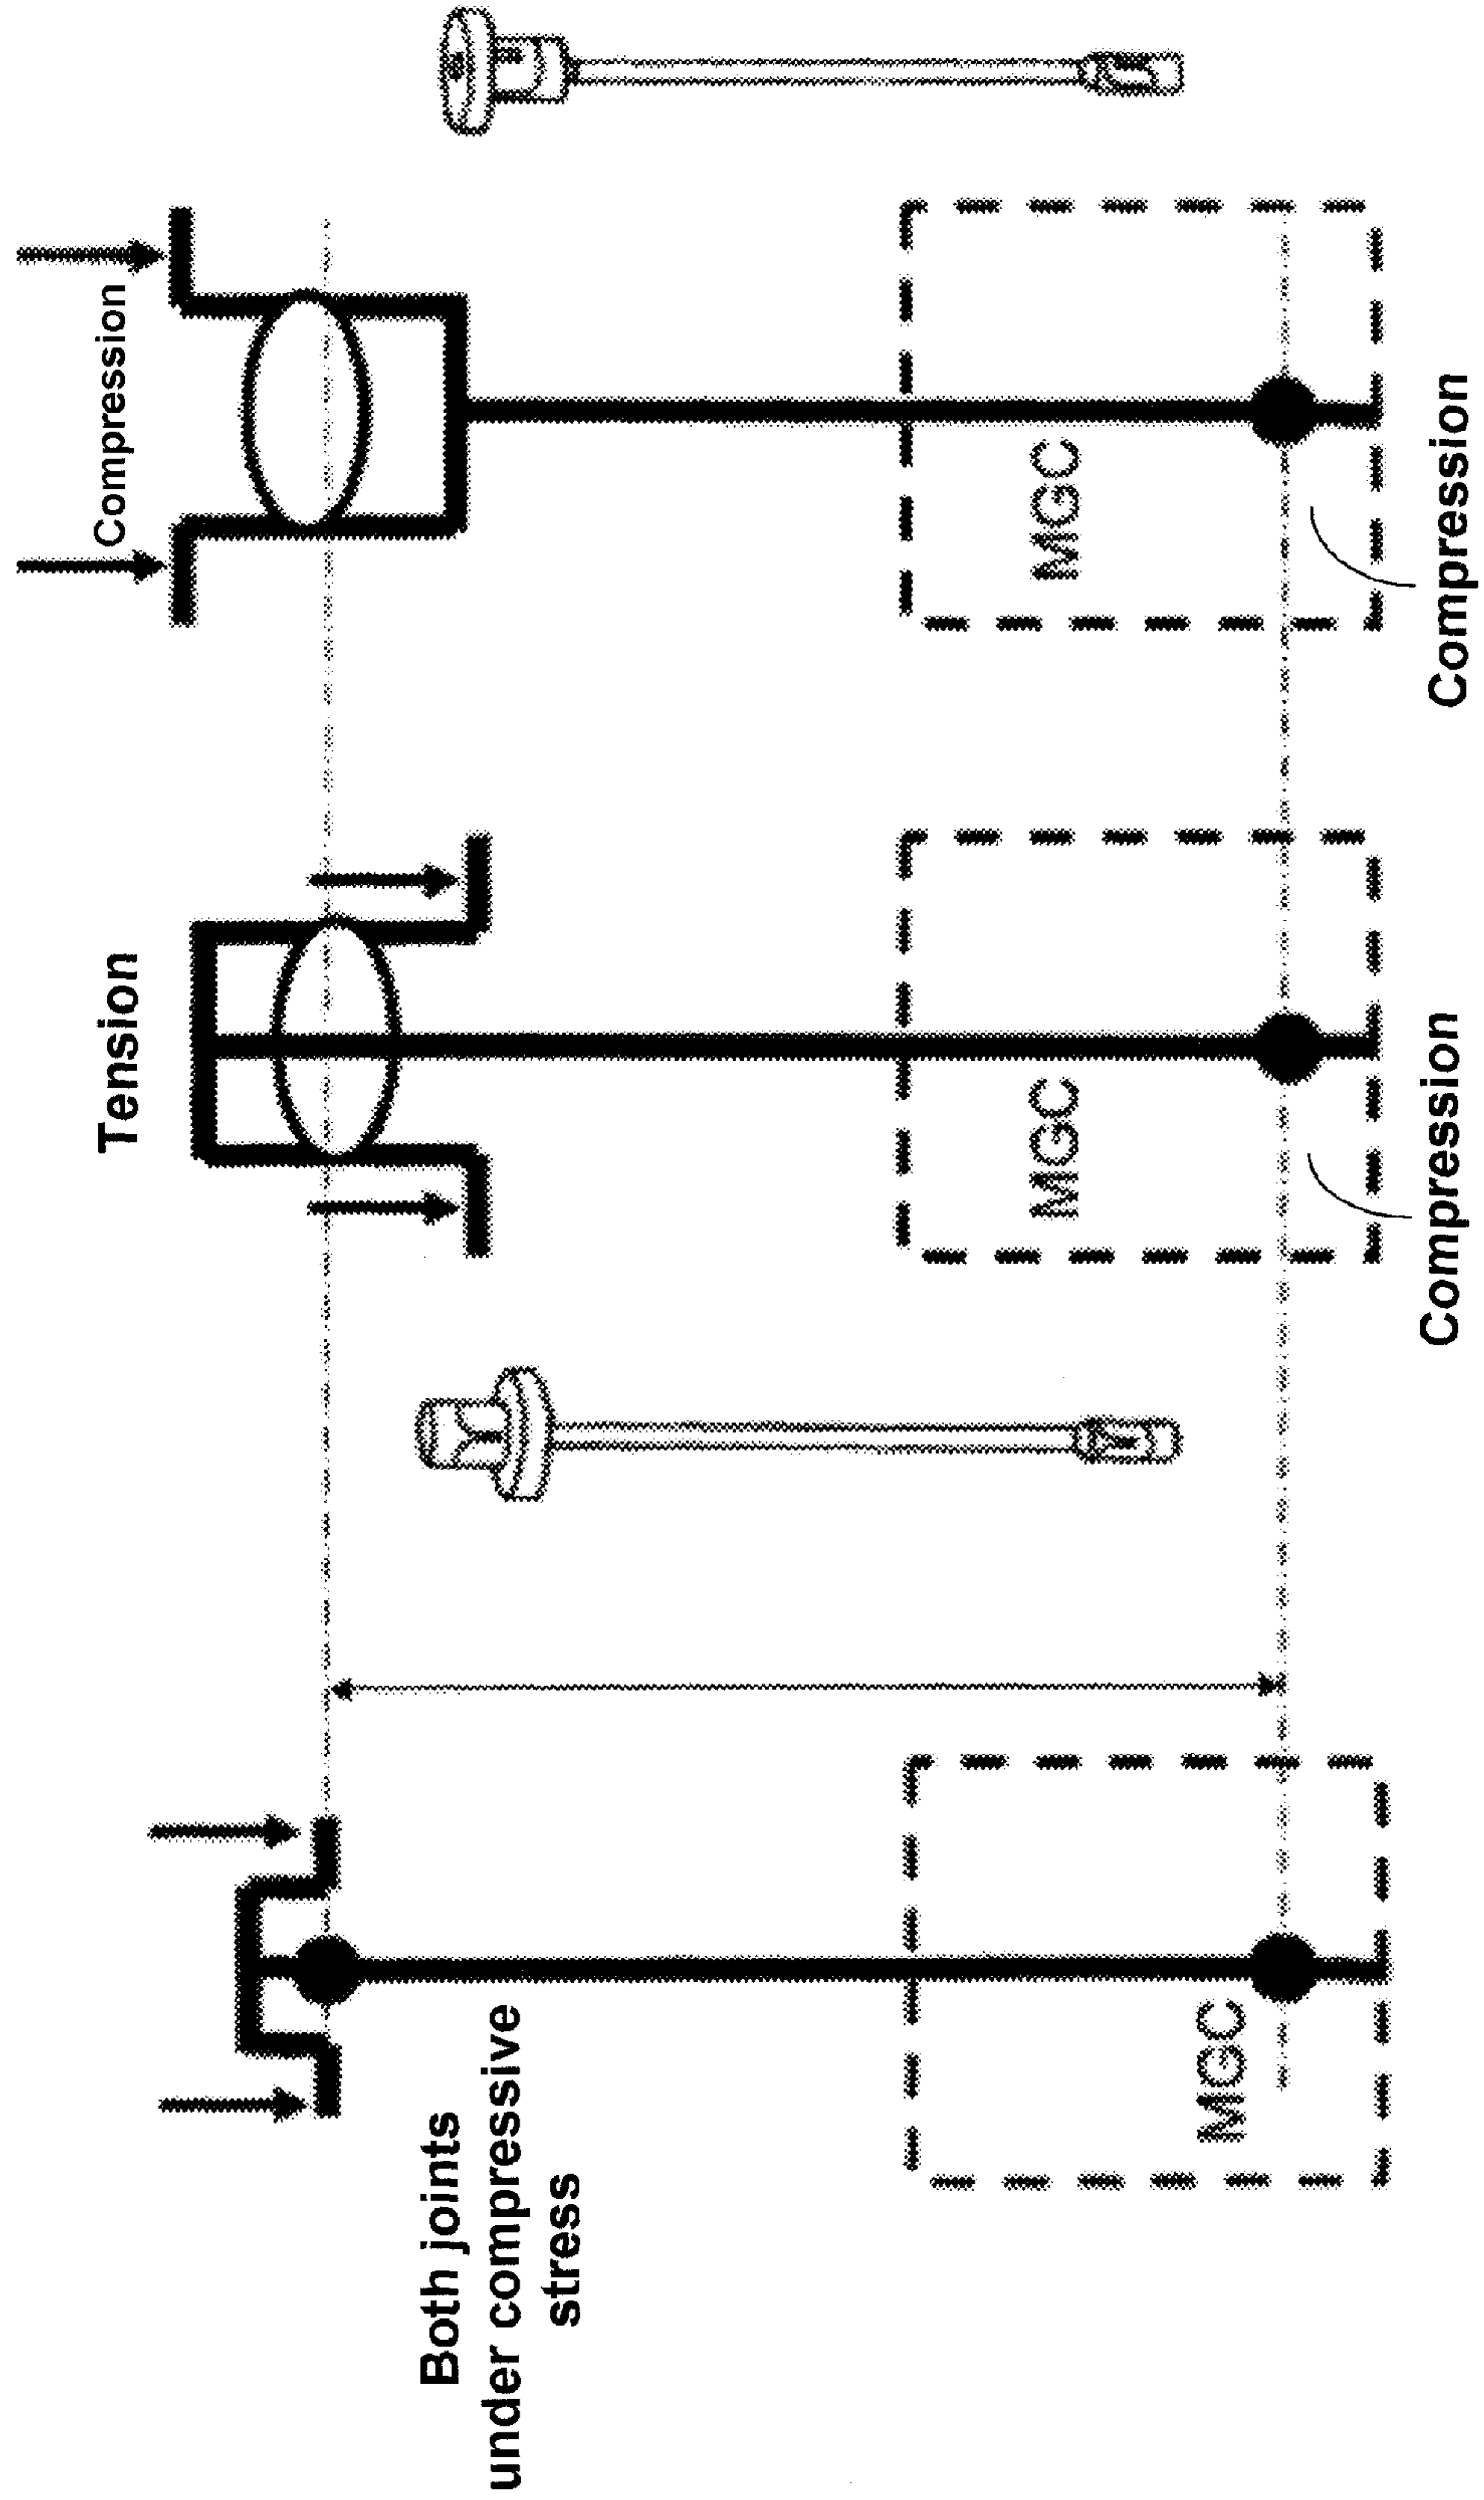 Both joints
under compressive
stress
MGC
Tension
MGC
Compression
Compression
MGC
Compression